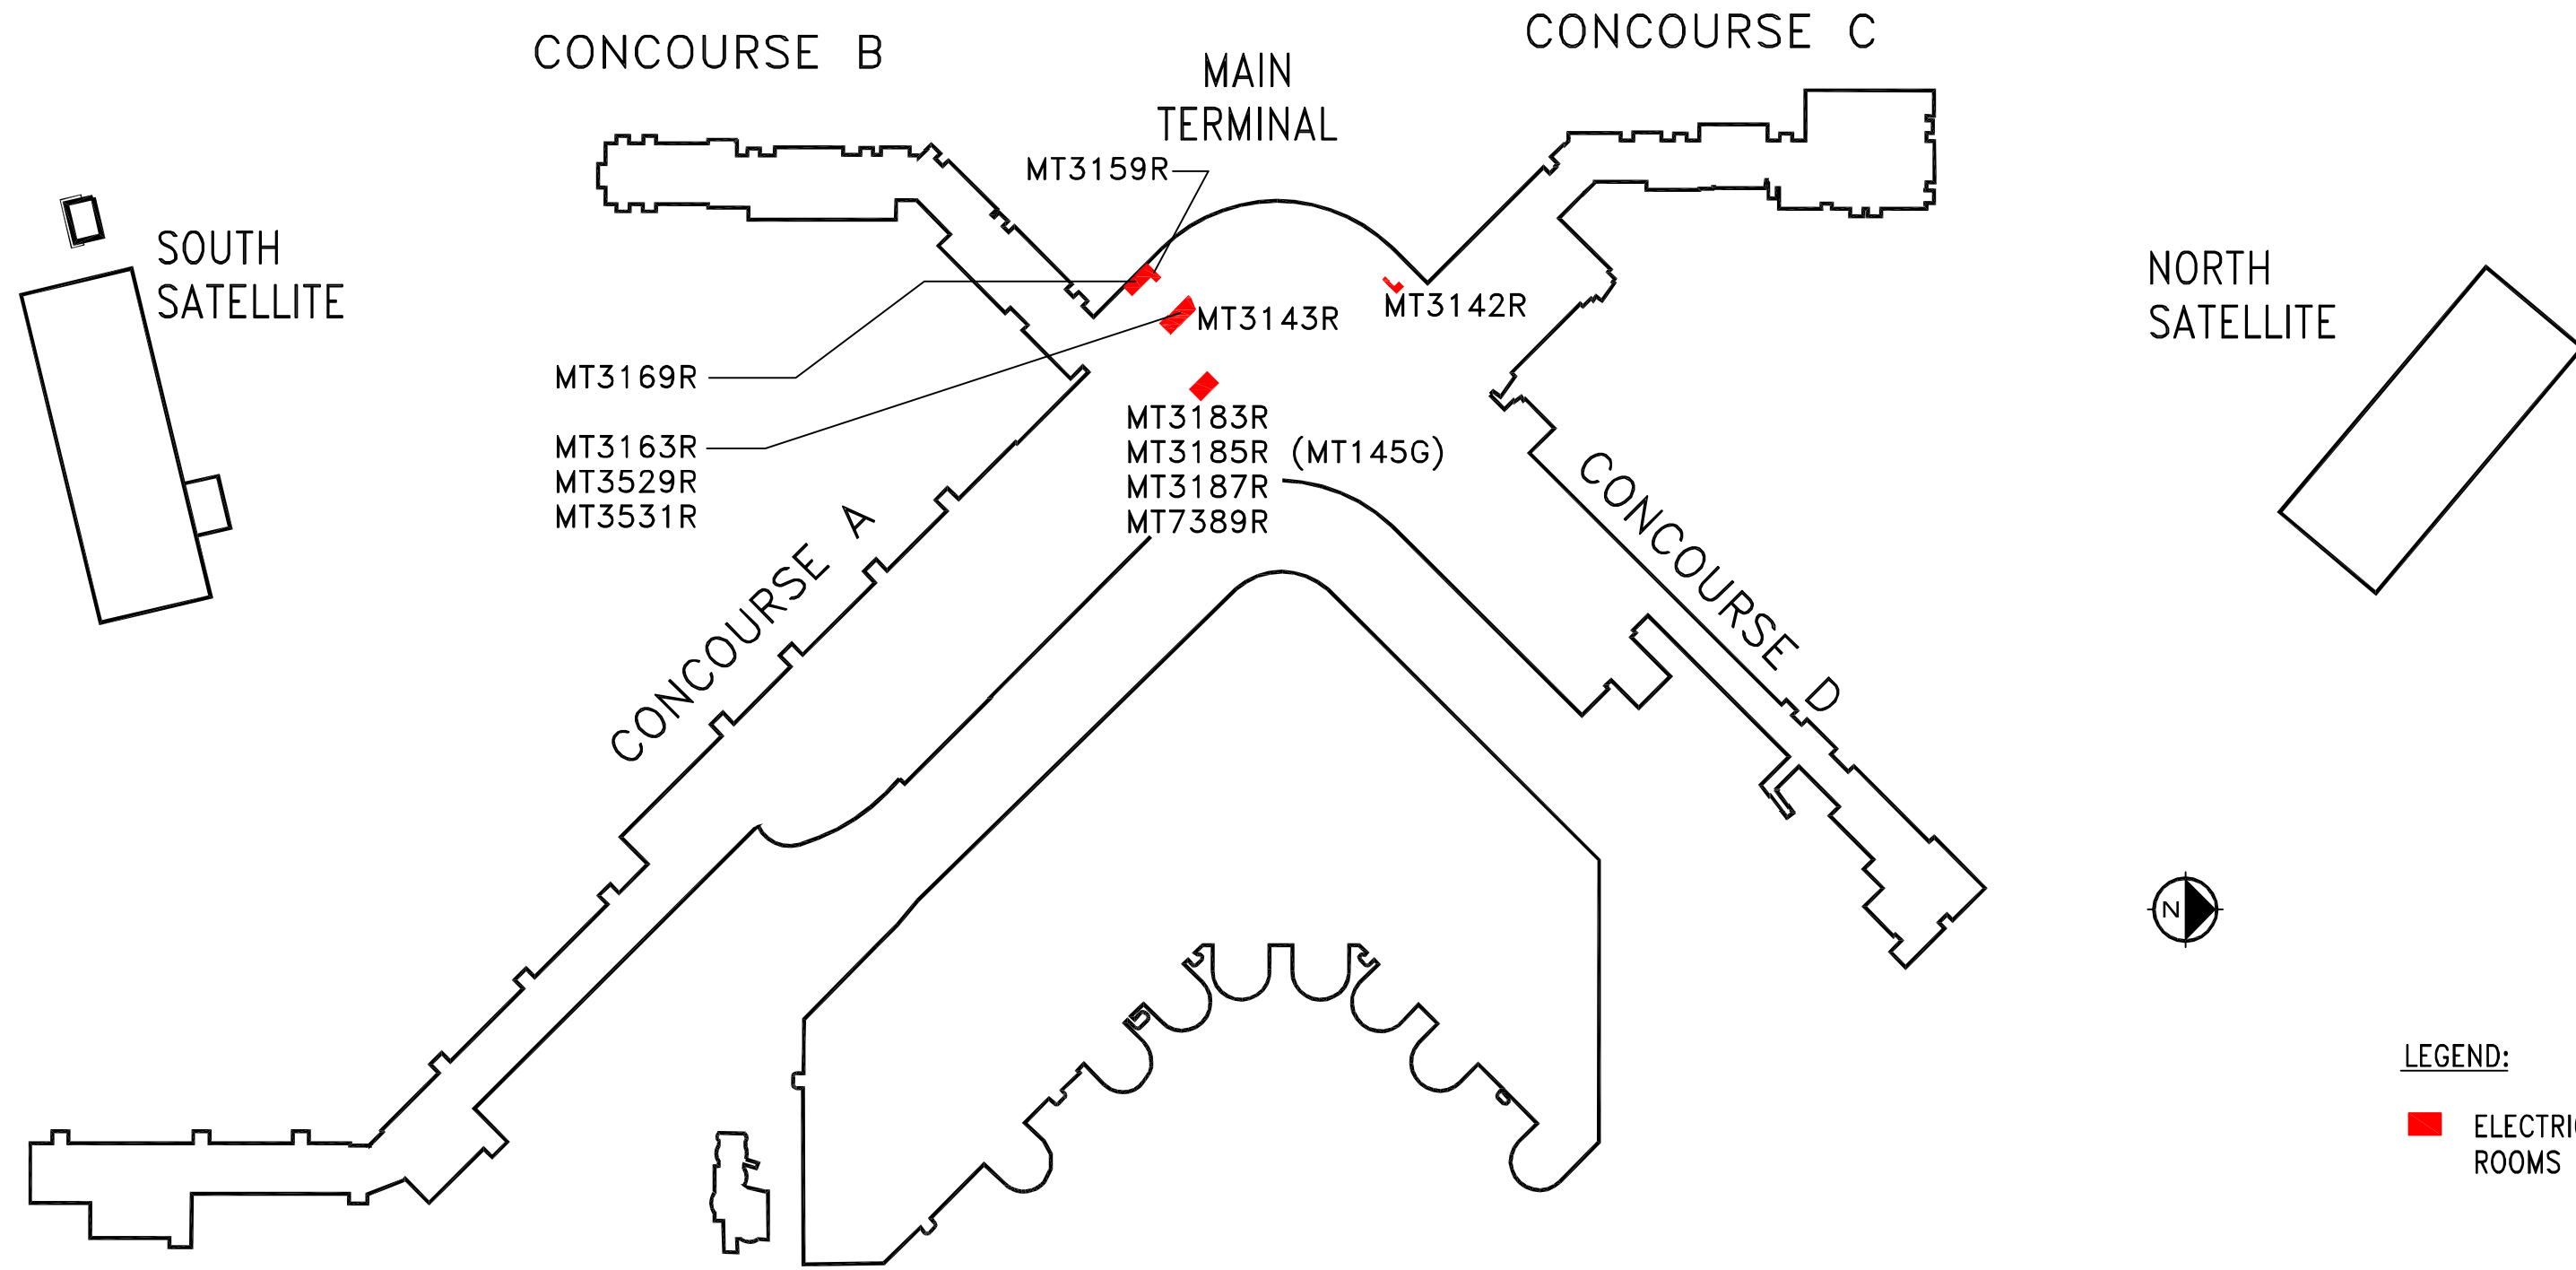 CONCOURSE B
CONCOURSE C
MAIN
TERMINAL
MT3159R
SOUTH
SATELLITE
NORTH
SATELLITE
MT3142R
MT3143R
MT3169R
MT3163R
MT3529R
MT3531R
MT3183R
MT3185R (MT145G)
MT3187R
MT7389R
CONCOURSE A
CONCOURSE D
N
LEGEND:
ROOMS